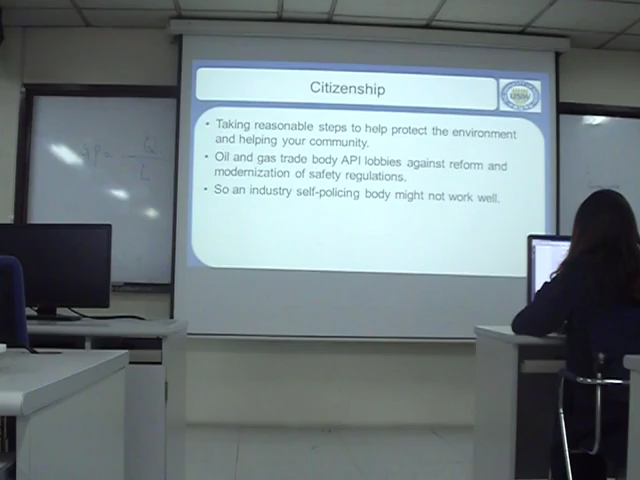 Citizenship
• Taking reasonable steps to help protect the environment
and helping your community.
• Oil and gas trade body API lobbies against reform and
modernization of safety regulations.
• So an industry self-policing body might not work well.
Q
L